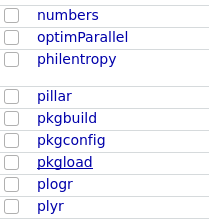 numbers
optimParallel
philentropy
pillar
pkgbuild
pkgconfig
pkgload
plogr
plyr